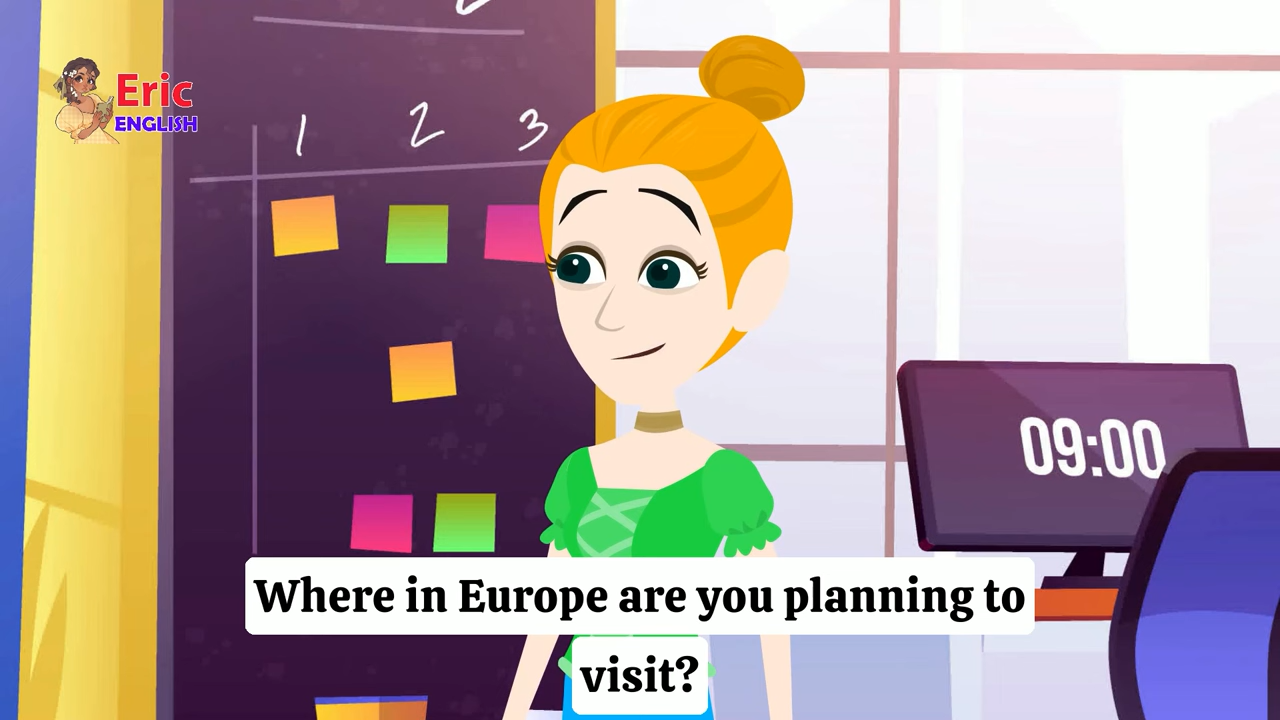 Eric
ENGLISH
1 2 3
09:00
Where in Europe are you planning to
visit?